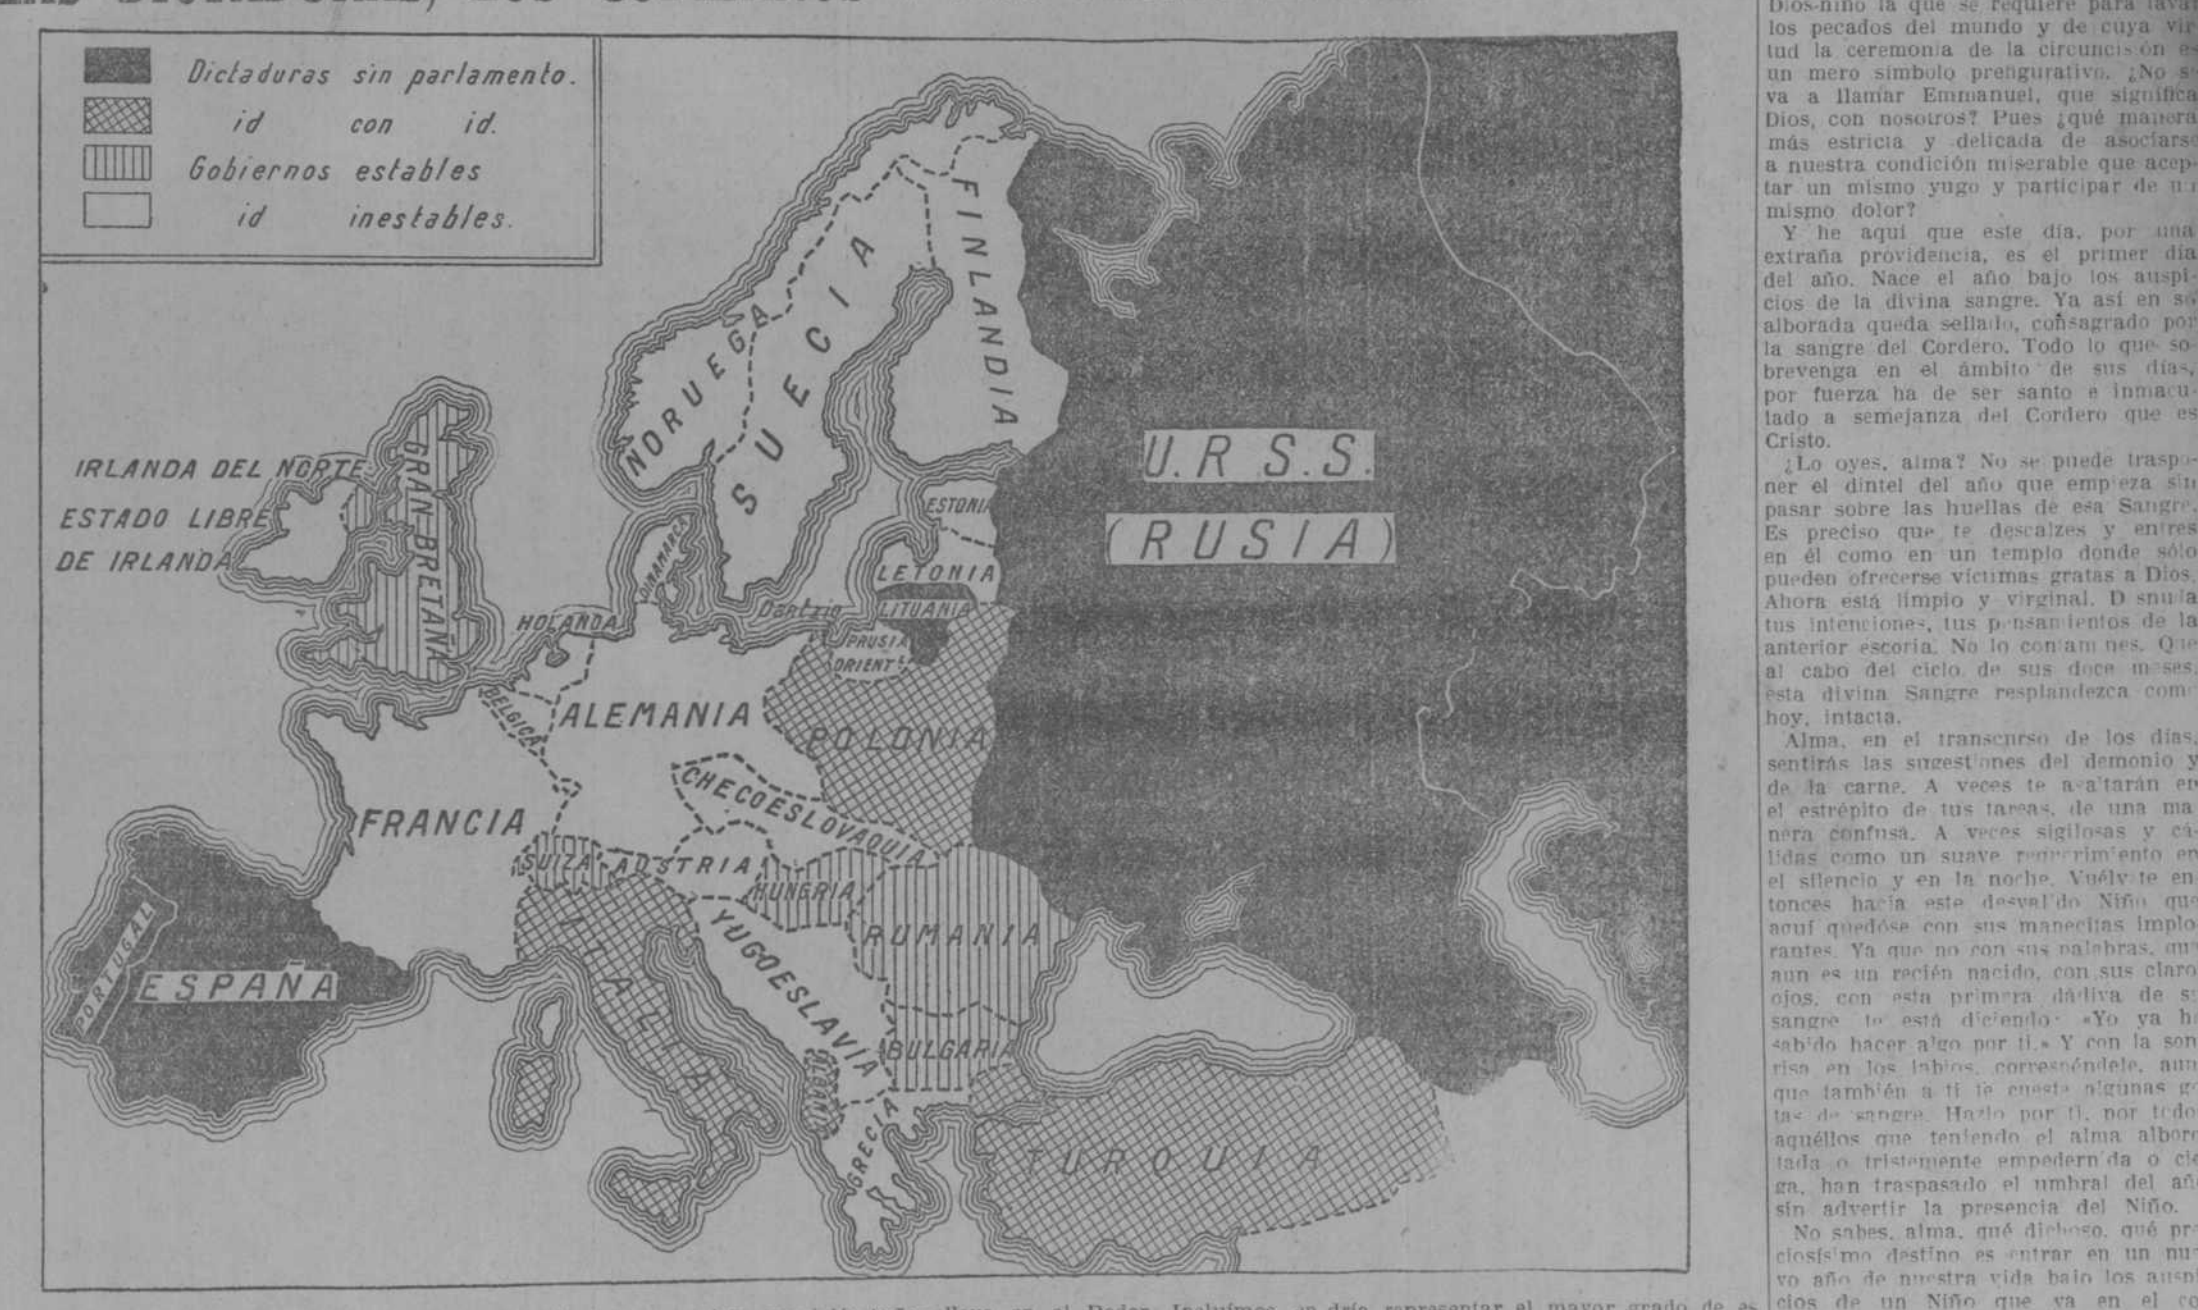 Dictaduras sin parlamento.
id con id.
Gobiernos estables
id inestables.
NORUEGA
SUECIA
FINLANDIA
U.R S.S.
(RUSIA)
IRLANDA DEL NORTE
ESTADO LIBRE
DE IRLANDA
GRAN-BRETAÑA
DINAMARCA
ESTONIA
LETONIA
LITUANIA
Dantzig
PRUSIA
ORIENTL
HOLANDA
BELGICA
ALEMANIA
POLONIA
CHECOESLOVAQUIA
FRANCIA
SUIZA
AUSTRIA
HUNGRIA
RUMANIA
ITALIA
YUGOESLAVIA
BULGARIA
ALBANIA
GRECIA
TURQUIA
PORTUGAL
ESPAÑA
Dios-niño la que se requiere para lavar
los pecados del mundo y de cuya vir-
tud la ceremonia de la circuncisión es
un mero símbolo prefigurativo. ¿No se
va a llamar Emmanuel, que significa
Dios, con nosotros? Pues ¿qué manera
más estricta y delicada de asociarse
a nuestra condición miserable que acep-
tar un mismo yugo y participar de un
mismo dolor?
Y he aquí que este día, por una
extraña providencia, es el primer día
del año. Nace el año bajo los auspi-
cios de la divina sangre. Ya así en su
alborada queda sellado, consagrado por
la sangre del Cordero. Todo lo que so-
brevenga en el ámbito de sus días,
por fuerza ha de ser santo e inmacu-
lado a semejanza del Cordero que es
Cristo.
¿Lo oyes, alma? No se puede traspo-
ner el dintel del año que empieza sin
pasar sobre las huellas de esa Sangre.
Es preciso que te descalzes y entres
en él como en un templo donde sólo
pueden ofrecerse víctimas gratas a Dios.
Ahora está limpio y virginal. D snuda
tus intenciones, tus pensamientos de la
anterior escoria. No lo contamines. Que
al cabo del ciclo de sus doce meses,
esta divina Sangre resplandezca como
hoy, intacta.
Alma, en el transcurso de los días,
sentirás las sugestiones del demonio y
de la carne. A veces te asaltarán en
el estrépito de tus tareas, de una ma
nera confusa. A veces sigilosas y cá-
lidas como un suave requerimiento en
el silencio y en la noche. Vuélvete en
tonces hacia este desvalido Niño que
aquí quedóse con sus manecitas implo
rantes. Ya que no con sus palabras, que
aun es un recién nacido, con sus claro
ojos, con esta primera dádiva de s
sangre te está diciendo: «Yo ya h
sabido hacer algo por ti.» Y con la son
risa en los labios, correspóndele, aun
que también a ti te cueste algunas g
tas de sangre. Hazlo por ti, por todo
aquéllos que teniendo el alma albor
tada o tristemente empedernida o cie
ga, han traspasado el umbral del añ
sin advertir la presencia del Niño.
No sabes, alma, qué dichoso, qué pr
ciosísimo destino es entrar en un nu
vo año de nuestra vida bajo los auspi
cios de un Niño que va en el co